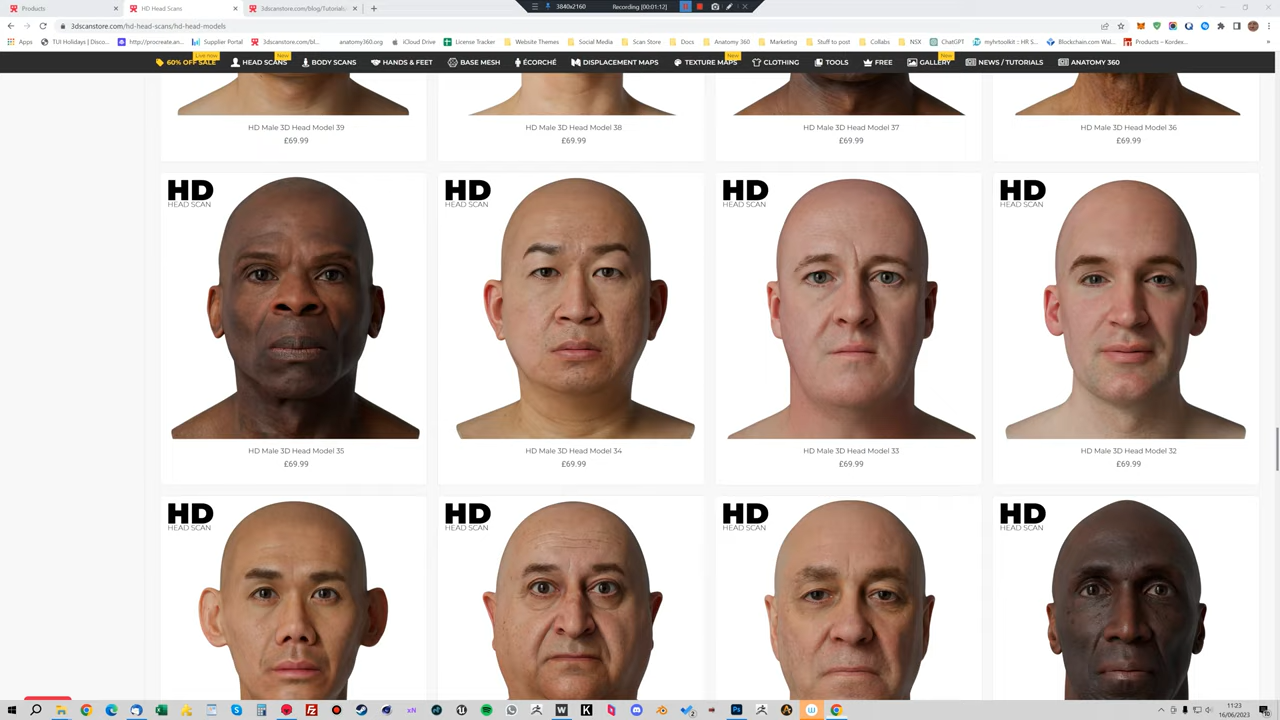 Products
HD Head Scans
3dscanstore.com/blog/Tutorials
3840x2160
Recording [00:01:12]
3dscanstore.com/hd-head-scans/hd-head-models
Apps
TUI Holidays | Disco...
http://procreate.an...
Supplier Portal
3dscanstore.com/bl...
anatomy360.org
iCloud Drive
License Tracker
Website Themes
Social Media
Scan Store
Docs
Anatomy 360
Marketing
Stuff to post
Collabs
NSX
ChatGPT
myhrtoolkit :: HR S...
Blockchain.com Wal...
Products – Kordex...
Live Now
New
New
New
60% OFF SALE
HEAD SCANS
BODY SCANS
HANDS & FEET
BASE MESH
ÉCORCHÉ
DISPLACEMENT MAPS
TEXTURE MAPS
CLOTHING
TOOLS
FREE
GALLERY
NEWS / TUTORIALS
ANATOMY 360
HD Male 3D Head Model 39
HD Male 3D Head Model 38
HD Male 3D Head Model 37
HD Male 3D Head Model 36
£69.99
£69.99
£69.99
£69.99
HD
HEAD SCAN
HD
HEAD SCAN
HD
HEAD SCAN
HD
HEAD SCAN
HD Male 3D Head Model 35
HD Male 3D Head Model 34
HD Male 3D Head Model 33
HD Male 3D Head Model 32
£69.99
£69.99
£69.99
£69.99
HD
HEAD SCAN
HD
HEAD SCAN
HD
HEAD SCAN
HD
HEAD SCAN
11:23
16/06/2023